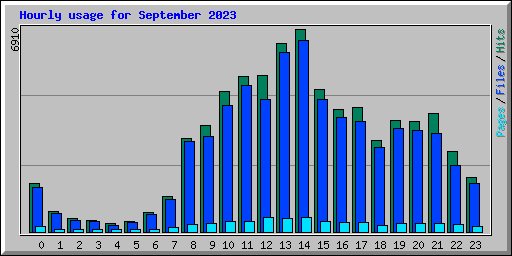 Hourly usage for September 2023
6910
Pages/Files/Hits
0 1 2 3 4 5 6 7 8 9 10 11 12 13 14 15 16 17 18 19 20 21 22 23